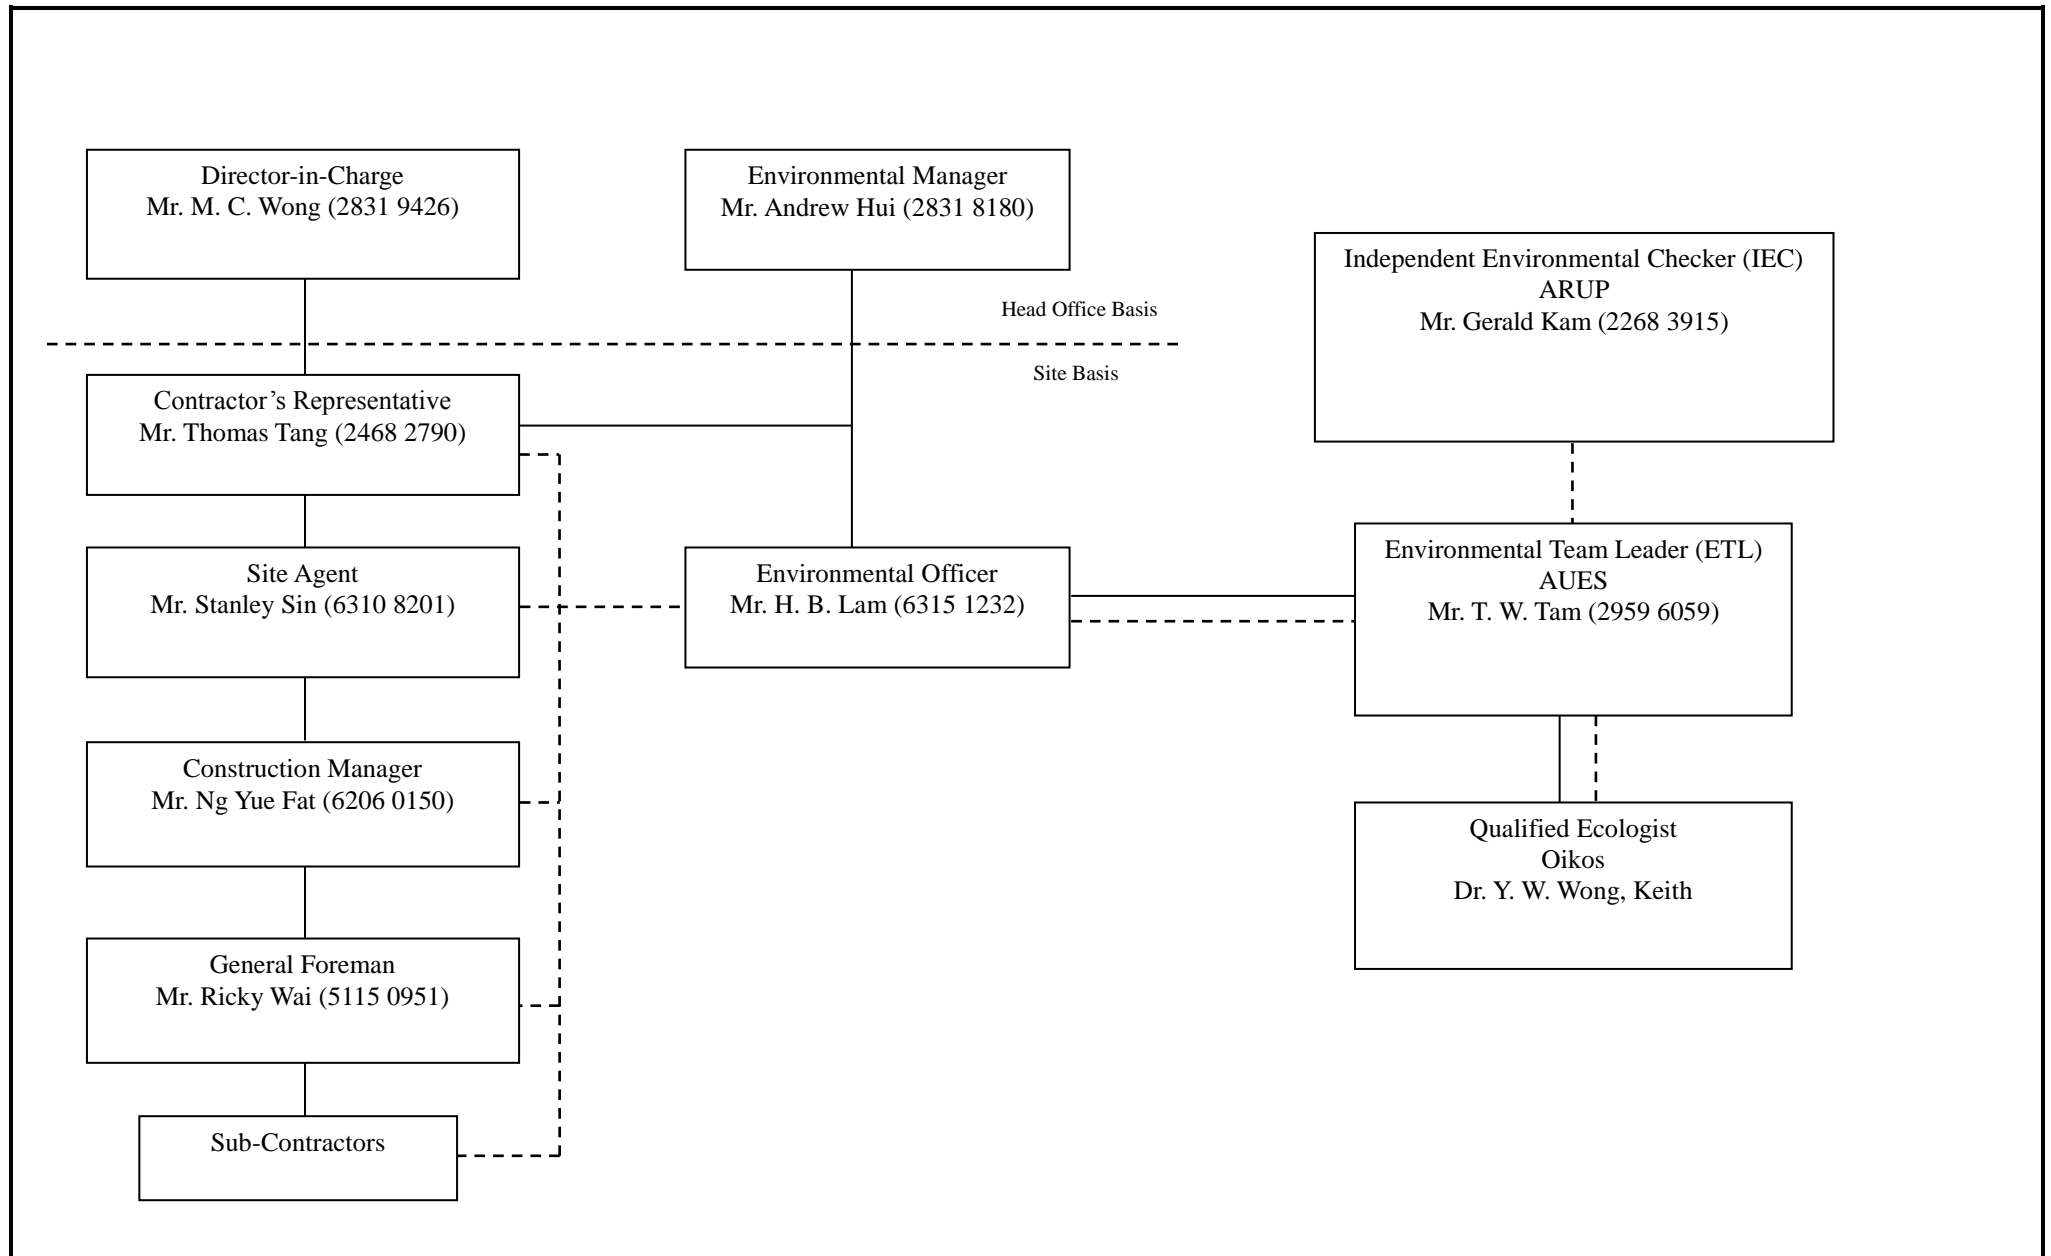 Director-in-Charge
Mr. M. C. Wong (2831 9426)
Environmental Manager
Mr. Andrew Hui (2831 8180)
Independent Environmental Checker (IEC)
ARUP
Mr. Gerald Kam (2268 3915)
Head Office Basis
Site Basis
Contractor’s Representative
Mr. Thomas Tang (2468 2790)
Site Agent
Mr. Stanley Sin (6310 8201)
Environmental Officer
Mr. H. B. Lam (6315 1232)
Environmental Team Leader (ETL)
AUES
Mr. T. W. Tam (2959 6059)
Construction Manager
Mr. Ng Yue Fat (6206 0150)
Qualified Ecologist
Oikos
Dr. Y. W. Wong, Keith
General Foreman
Mr. Ricky Wai (5115 0951)
Sub-Contractors